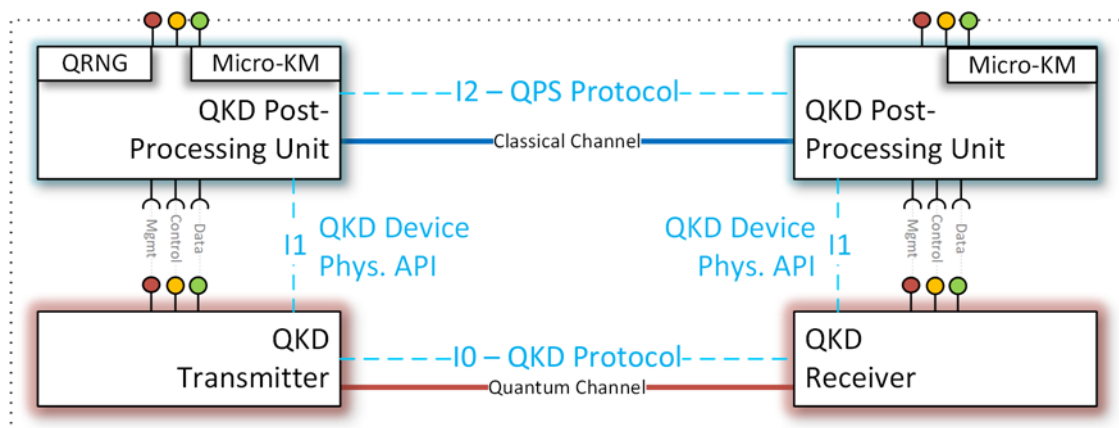 QRNG
Micro-KM
QKD Post-
Processing Unit
I2 – QPS Protocol
Classical Channel
Micro-KM
QKD Post-
Processing Unit
Mgmt
Control
Data
I1
QKD Device
Phys. API
QKD Device
Phys. API
I1
Mgmt
Control
Data
QKD
Transmitter
I0 – QKD Protocol
Quantum Channel
QKD
Receiver